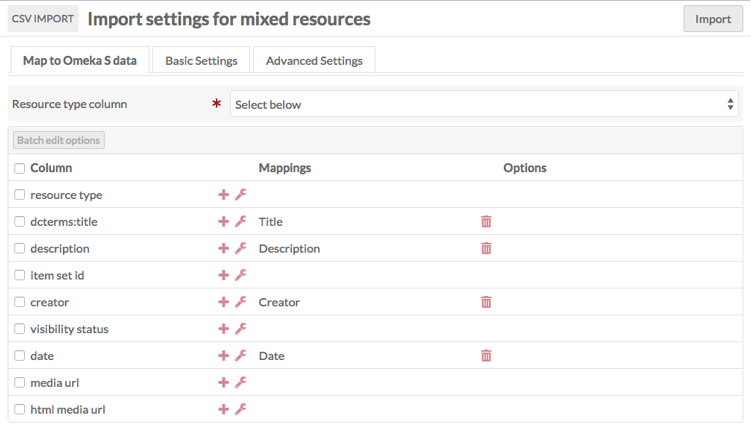 CSV IMPORT Import settings for mixed resources Import
Map to Omeka S data Basic Settings Advanced Settings
Resource type column * Select below
Batch edit options
Column Mappings Options
resource type
dcterms:title Title
description Description
item set id
creator Creator
visibility status
date Date
media url
html media url